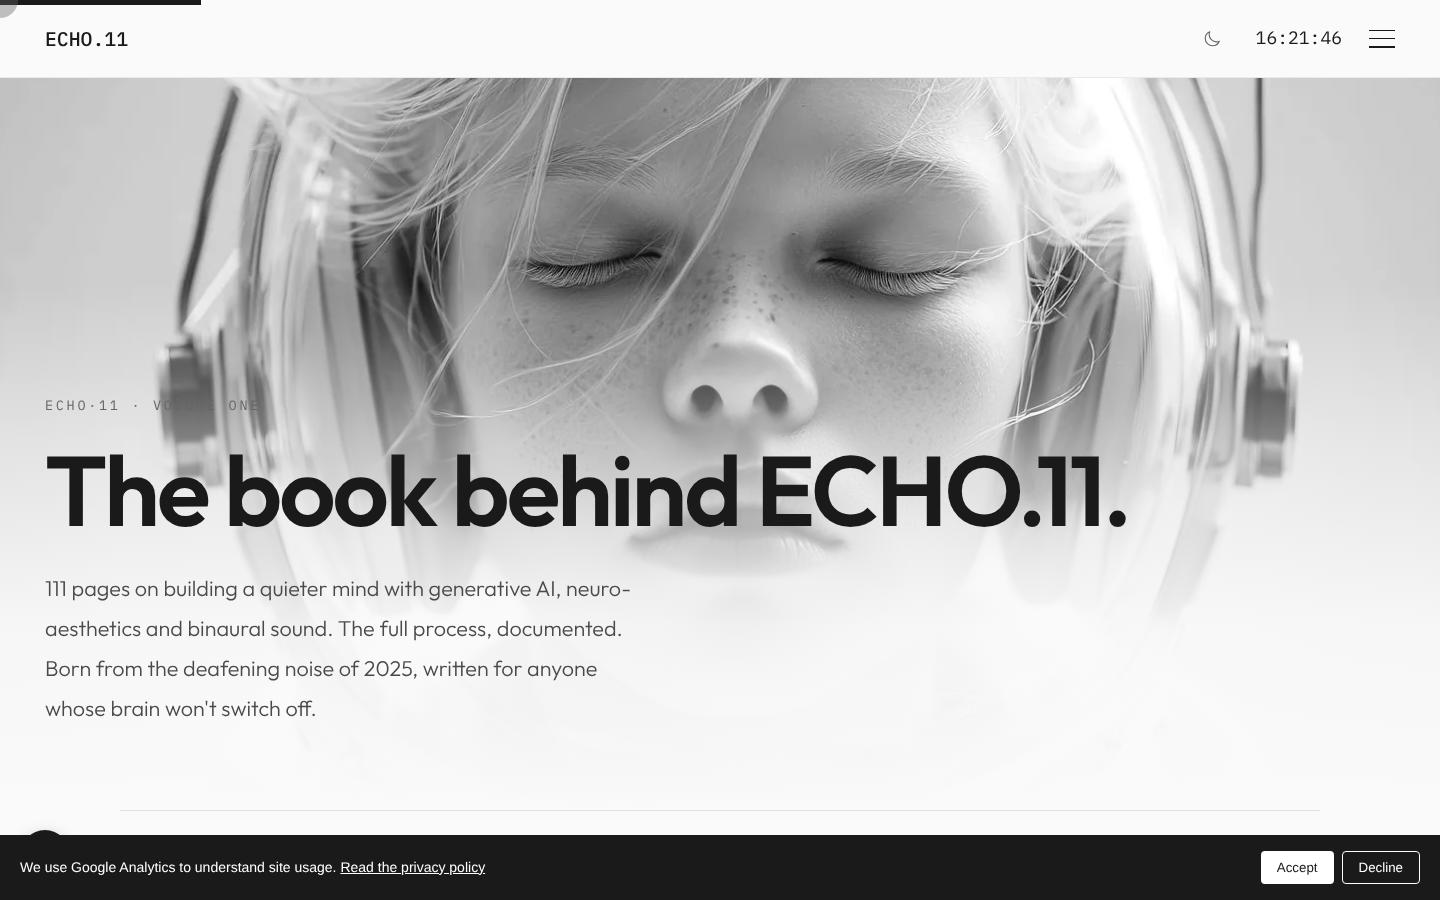 ECHO.11
16:21:46
ECHO·11 · VOLUME ONE
The book behind ECHO.11.
111 pages on building a quieter mind with generative AI, neuro-
aesthetics and binaural sound. The full process, documented.
Born from the deafening noise of 2025, written for anyone
whose brain won't switch off.
We use Google Analytics to understand site usage. Read the privacy policy
Accept
Decline